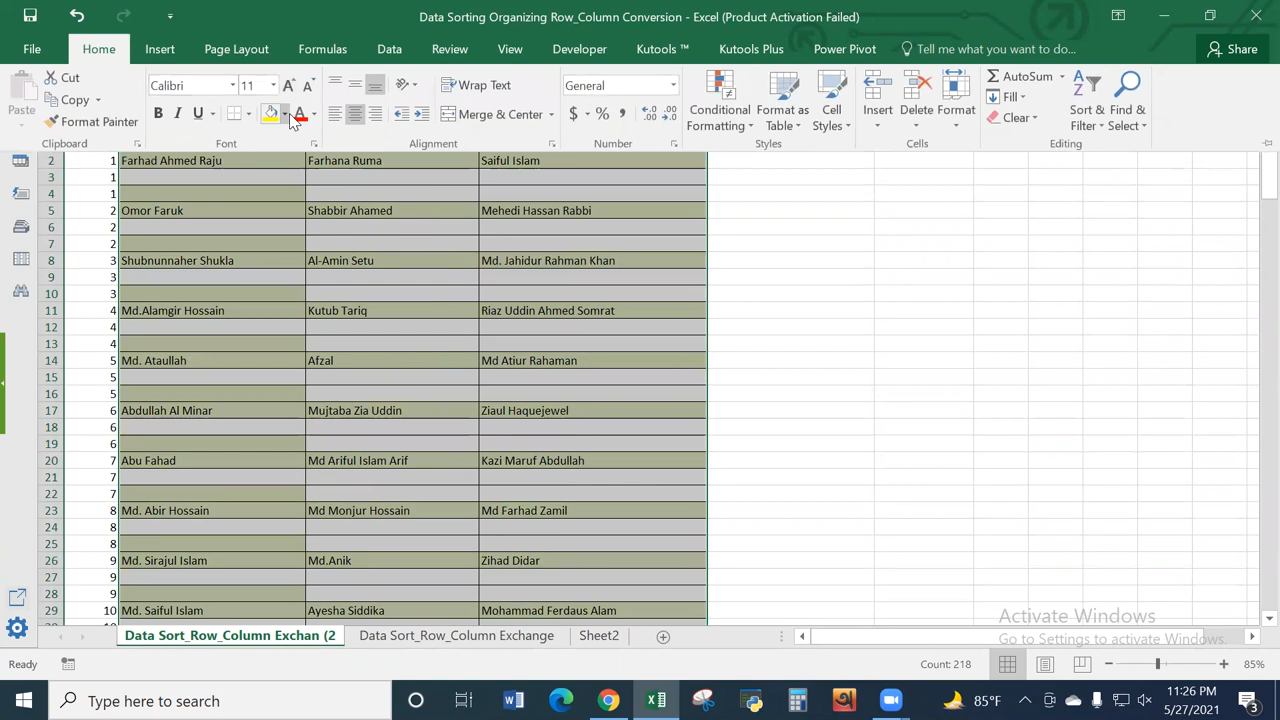 Data Sorting Organizing Row_Column Conversion - Excel (Product Activation Failed)
File Home Insert Page Layout Formulas Data Review View Developer Kutools ™ Kutools Plus Power Pivot Tell me what you want to do... Share
Paste Cut Copy Format Painter
Clipboard
Calibri 11
B I U
Font
Wrap Text
Merge & Center
Alignment
General
$ % ,
Number
Conditional Formatting Format as Table Cell Styles
Styles
Insert Delete Format
Cells
AutoSum
Fill
Clear
Sort & Filter Find & Select
Editing
2 1 Farhad Ahmed Raju Farhana Ruma Saiful Islam
3 1
4 1
5 2 Omor Faruk Shabbir Ahamed Mehedi Hassan Rabbi
6 2
7 2
8 3 Shubnunnaher Shukla Al-Amin Setu Md. Jahidur Rahman Khan
9 3
10 3
11 4 Md.Alamgir Hossain Kutub Tariq Riaz Uddin Ahmed Somrat
12 4
13 4
14 5 Md. Ataullah Afzal Md Atiur Rahaman
15 5
16 5
17 6 Abdullah Al Minar Mujtaba Zia Uddin Ziaul Haquejewel
18 6
19 6
20 7 Abu Fahad Md Ariful Islam Arif Kazi Maruf Abdullah
21 7
22 7
23 8 Md. Abir Hossain Md Monjur Hossain Md Farhad Zamil
24 8
25 8
26 9 Md. Sirajul Islam Md.Anik Zihad Didar
27 9
28 9
29 10 Md. Saiful Islam Ayesha Siddika Mohammad Ferdaus Alam
Activate Windows
Go to Settings to activate Windows.
Data Sort_Row_Column Exchan (2 Data Sort_Row_Column Exchange Sheet2
Ready Count: 218 85%
Type here to search 85°F 11:26 PM
5/27/2021 3